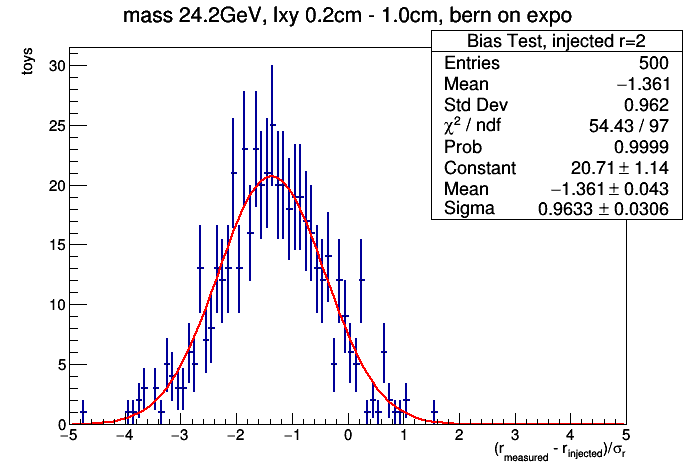 mass 24.2GeV, lxy 0.2cm - 1.0cm, bern on expo
Bias Test, injected r=2
Entries 500
Mean −1.361
Std Dev 0.962
χ² / ndf 54.43 / 97
Prob 0.9999
Constant 20.71 ± 1.14
Mean −1.361 ± 0.043
Sigma 0.9633 ± 0.0306
toys
30
25
20
15
10
5
0
−5 −4 −3 −2 −1 0 1 2 3 4 5
(r_measured - r_injected)/σ_r